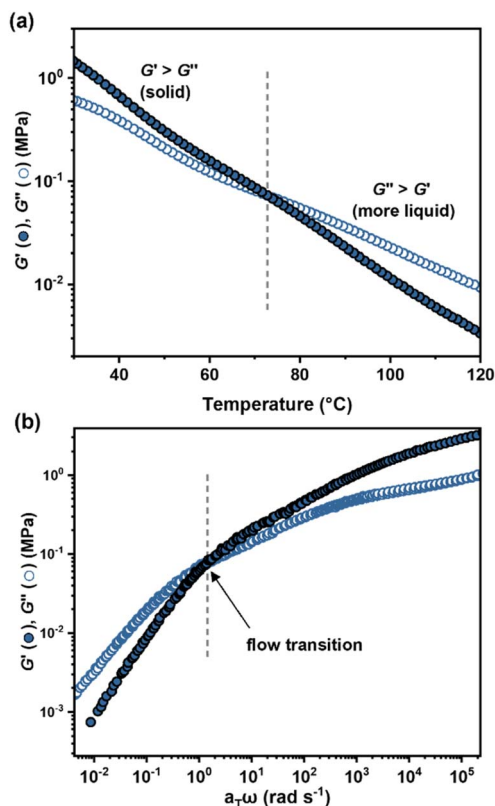 (a)
G' (●), G'' (○) (MPa)
10⁰
10⁻¹
10⁻²
G' > G''
(solid)
G'' > G'
(more liquid)
40 60 80 100 120
Temperature (°C)
(b)
G' (●), G'' (○) (MPa)
10⁰
10⁻¹
10⁻²
10⁻³
flow transition
10⁻² 10⁻¹ 10⁰ 10¹ 10² 10³ 10⁴ 10⁵
a_Tω (rad s⁻¹)